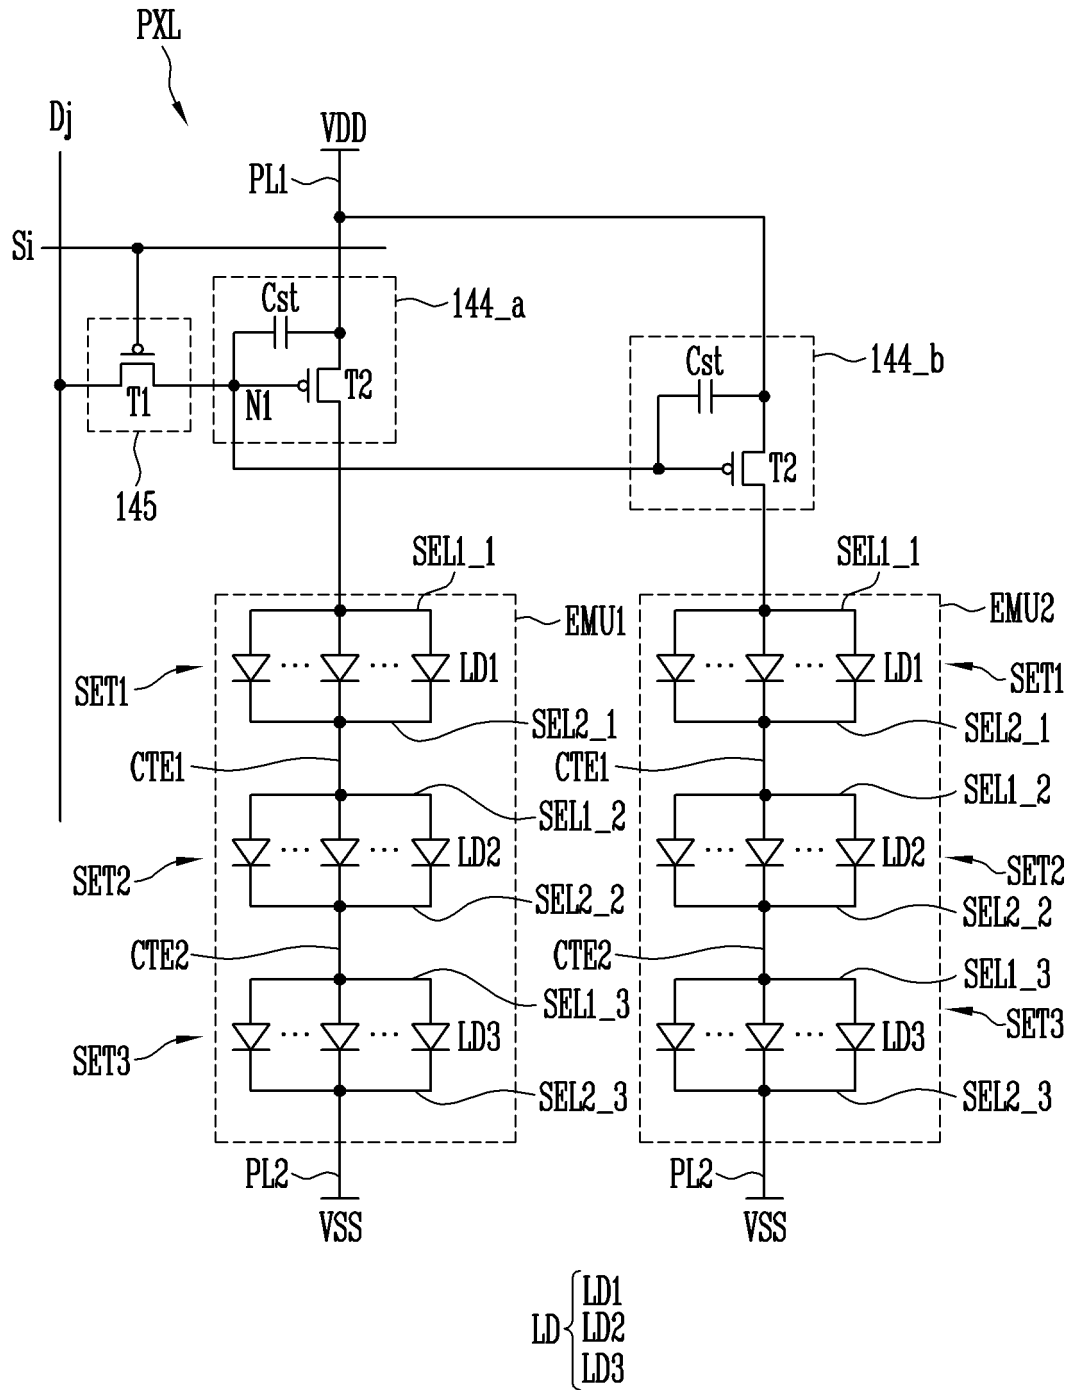 PXL
Dj
VDD
PL1
Si
Cst
144_a
144_b
Cst
T1
N1
T2
T2
145
SEL1_1
SEL1_1
EMU1
EMU2
SET1
LD1
LD1
SET1
SEL2_1
SEL2_1
CTE1
CTE1
SEL1_2
SEL1_2
SET2
LD2
LD2
SET2
SEL2_2
SEL2_2
CTE2
CTE2
SEL1_3
SEL1_3
SET3
LD3
LD3
SET3
SEL2_3
SEL2_3
PL2
PL2
VSS
VSS
LD1
LD
LD2
LD3